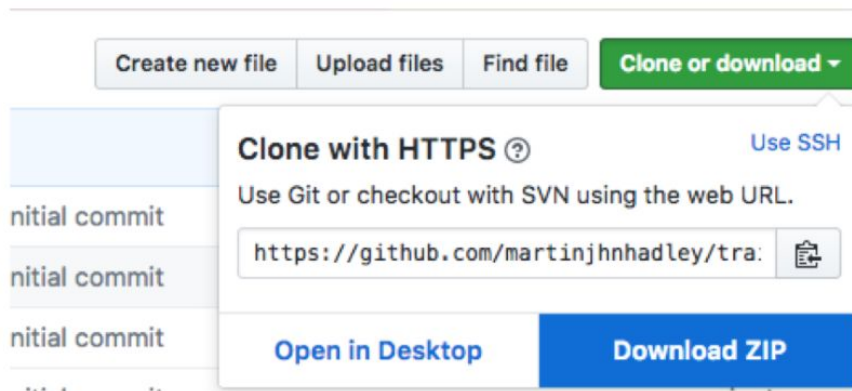 Create new file Upload files Find file Clone or download
Clone with HTTPS Use SSH
Use Git or checkout with SVN using the web URL.
nitial commit
https://github.com/martinjhnhadley/tra
nitial commit
nitial commit
Open in Desktop Download ZIP